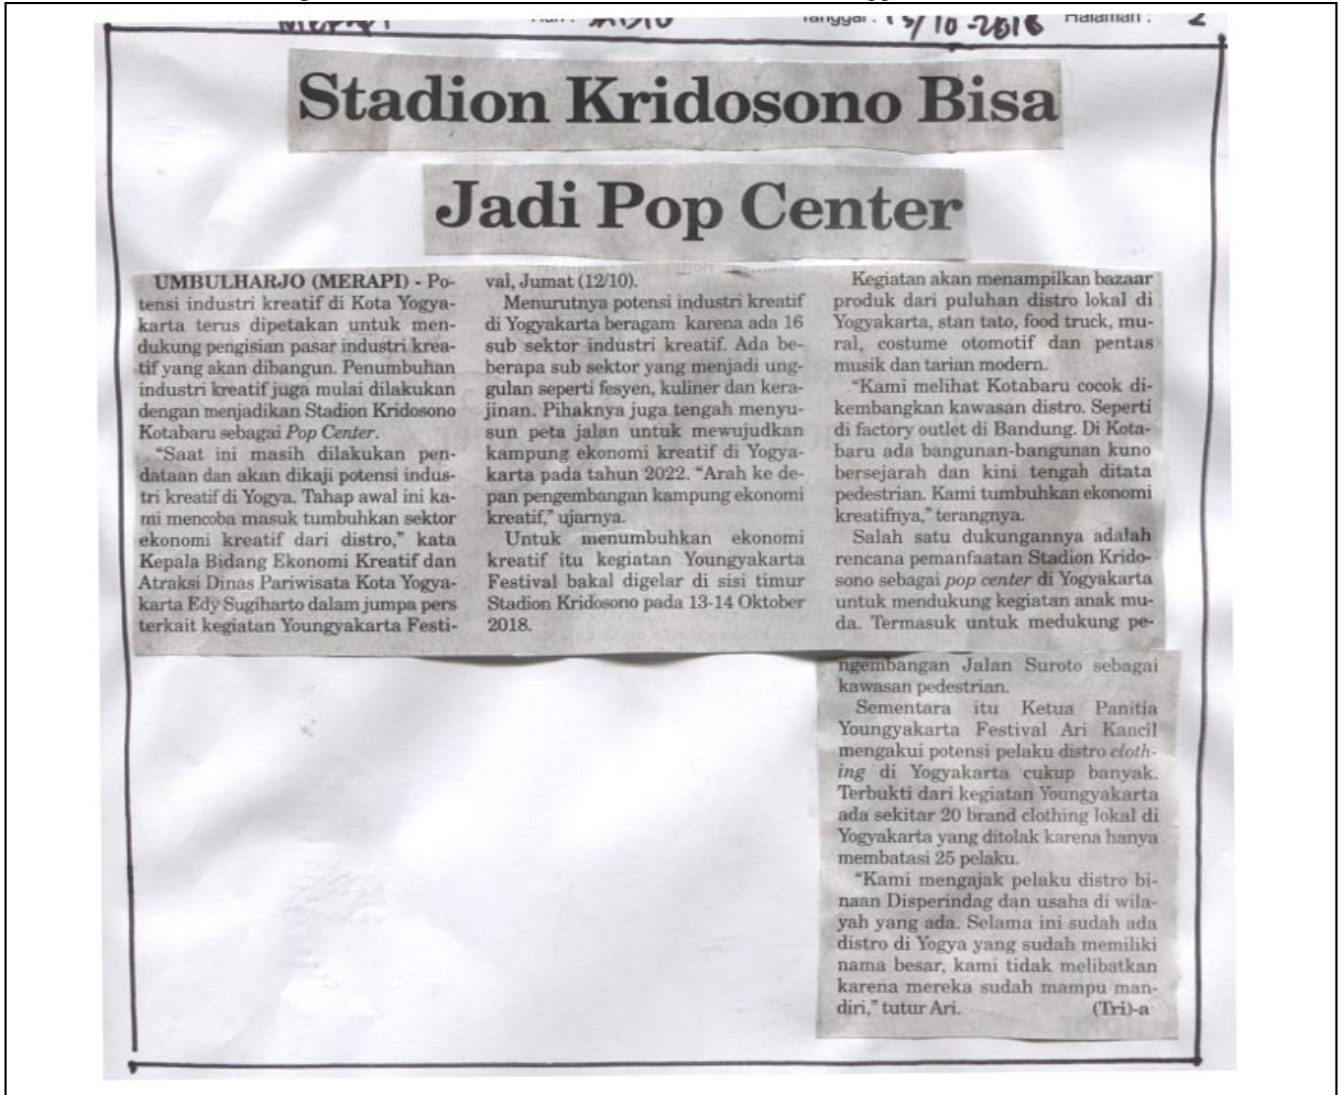 Tanggal : 13/10-2018 Halaman : 2
Stadion Kridosono Bisa
Jadi Pop Center
UMBULHARJO (MERAPI) - Po-
tensi industri kreatif di Kota Yogya-
karta terus dipetakan untuk men-
dukung pengisian pasar industri krea-
tif yang akan dibangun. Penumbuhan
industri kreatif juga mulai dilakukan
dengan menjadikan Stadion Kridosono
Kotabaru sebagai Pop Center.
“Saat ini masih dilakukan pen-
dataan dan akan dikaji potensi indus-
tri kreatif di Yogya. Tahap awal ini ka-
mi mencoba masuk tumbuhkan sektor
ekonomi kreatif dari distro,” kata
Kepala Bidang Ekonomi Kreatif dan
Atraksi Dinas Pariwisata Kota Yogya-
karta Edy Sugiharto dalam jumpa pers
terkait kegiatan Youngyakarta Festi-
val, Jumat (12/10).
Menurutnya potensi industri kreatif
di Yogyakarta beragam karena ada 16
sub sektor industri kreatif. Ada be-
berapa sub sektor yang menjadi ung-
gulan seperti fesyen, kuliner dan kera-
jinan. Pihaknya juga tengah menyu-
sun peta jalan untuk mewujudkan
kampung ekonomi kreatif di Yogya-
karta pada tahun 2022. “Arah ke de-
pan pengembangan kampung ekonomi
kreatif,” ujarnya.
Untuk menumbuhkan ekonomi
kreatif itu kegiatan Youngyakarta
Festival bakal digelar di sisi timur
Stadion Kridosono pada 13-14 Oktober
2018.
Kegiatan akan menampilkan bazaar
produk dari puluhan distro lokal di
Yogyakarta, stan tato, food truck, mu-
ral, costume otomotif dan pentas
musik dan tarian modern.
“Kami melihat Kotabaru cocok di-
kembangkan kawasan distro. Seperti
di factory outlet di Bandung. Di Kota-
baru ada bangunan-bangunan kuno
bersejarah dan kini tengah ditata
pedestrian. Kami tumbuhkan ekonomi
kreatifnya,” terangnya.
Salah satu dukungannya adalah
rencana pemanfaatan Stadion Krido-
sono sebagai pop center di Yogyakarta
untuk mendukung kegiatan anak mu-
da. Termasuk untuk medukung pe-
ngembangan Jalan Suroto sebagai
kawasan pedestrian.
Sementara itu Ketua Panitia
Youngyakarta Festival Ari Kancil
mengakui potensi pelaku distro cloth-
ing di Yogyakarta cukup banyak.
Terbukti dari kegiatan Youngyakarta
ada sekitar 20 brand clothing lokal di
Yogyakarta yang ditolak karena hanya
membatasi 25 pelaku.
“Kami mengajak pelaku distro bi-
naan Disperindag dan usaha di wila-
yah yang ada. Selama ini sudah ada
distro di Yogya yang sudah memiliki
nama besar, kami tidak melibatkan
karena mereka sudah mampu man-
diri,” tutur Ari. (Tri)-a